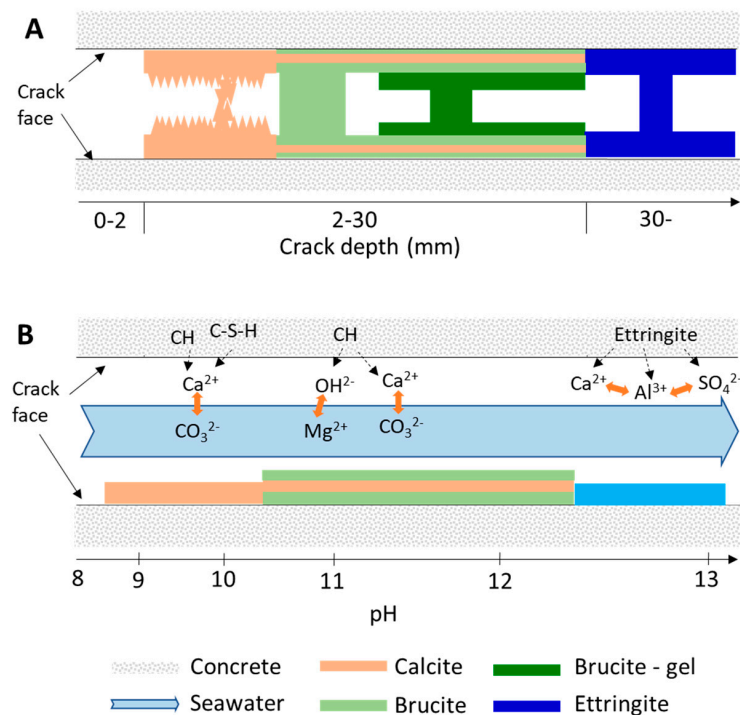 A
Crack
face
0-2
2-30
30-
Crack depth (mm)
B
CH
C-S-H
CH
Ettringite
Ca²⁺
OH²⁻
Ca²⁺
Ca²⁺
Al³⁺
SO₄²⁻
Crack
face
CO₃²⁻
Mg²⁺
CO₃²⁻
8
9
10
11
12
13
pH
Concrete
Calcite
Brucite - gel
Seawater
Brucite
Ettringite